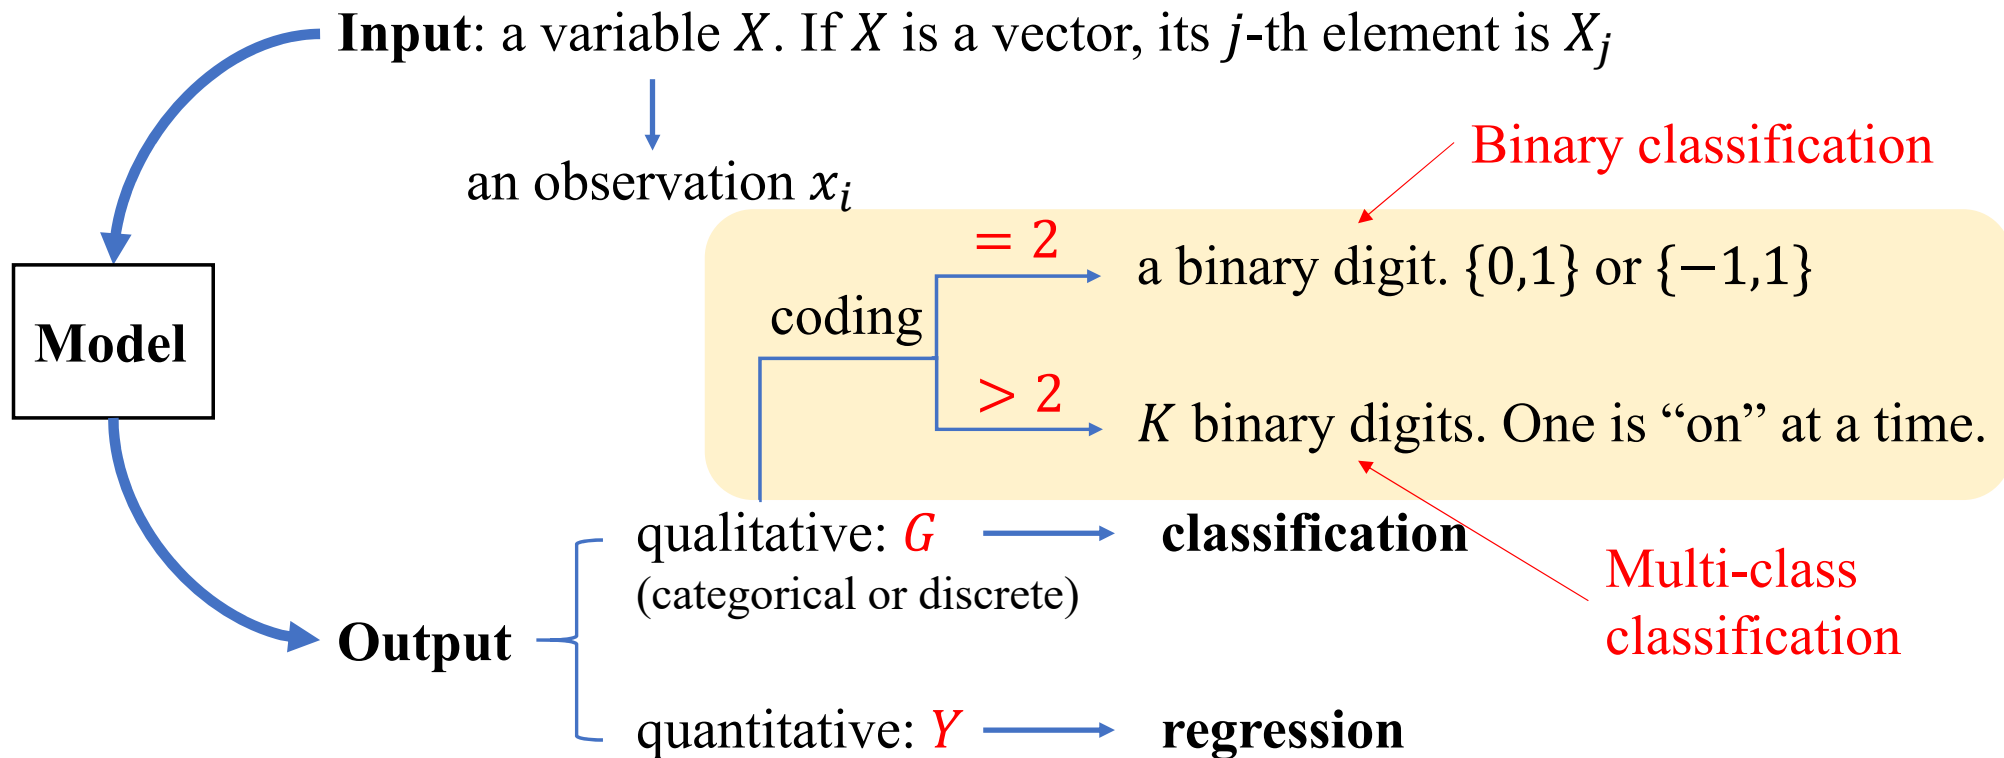 Input: a variable X. If X is a vector, its j-th element is X_j
an observation x_i
Binary classification
= 2
a binary digit. {0,1} or {−1,1}
coding
Model
> 2
K binary digits. One is “on” at a time.
qualitative: G
classification
(categorical or discrete)
Multi-class
classification
Output
quantitative: Y
regression